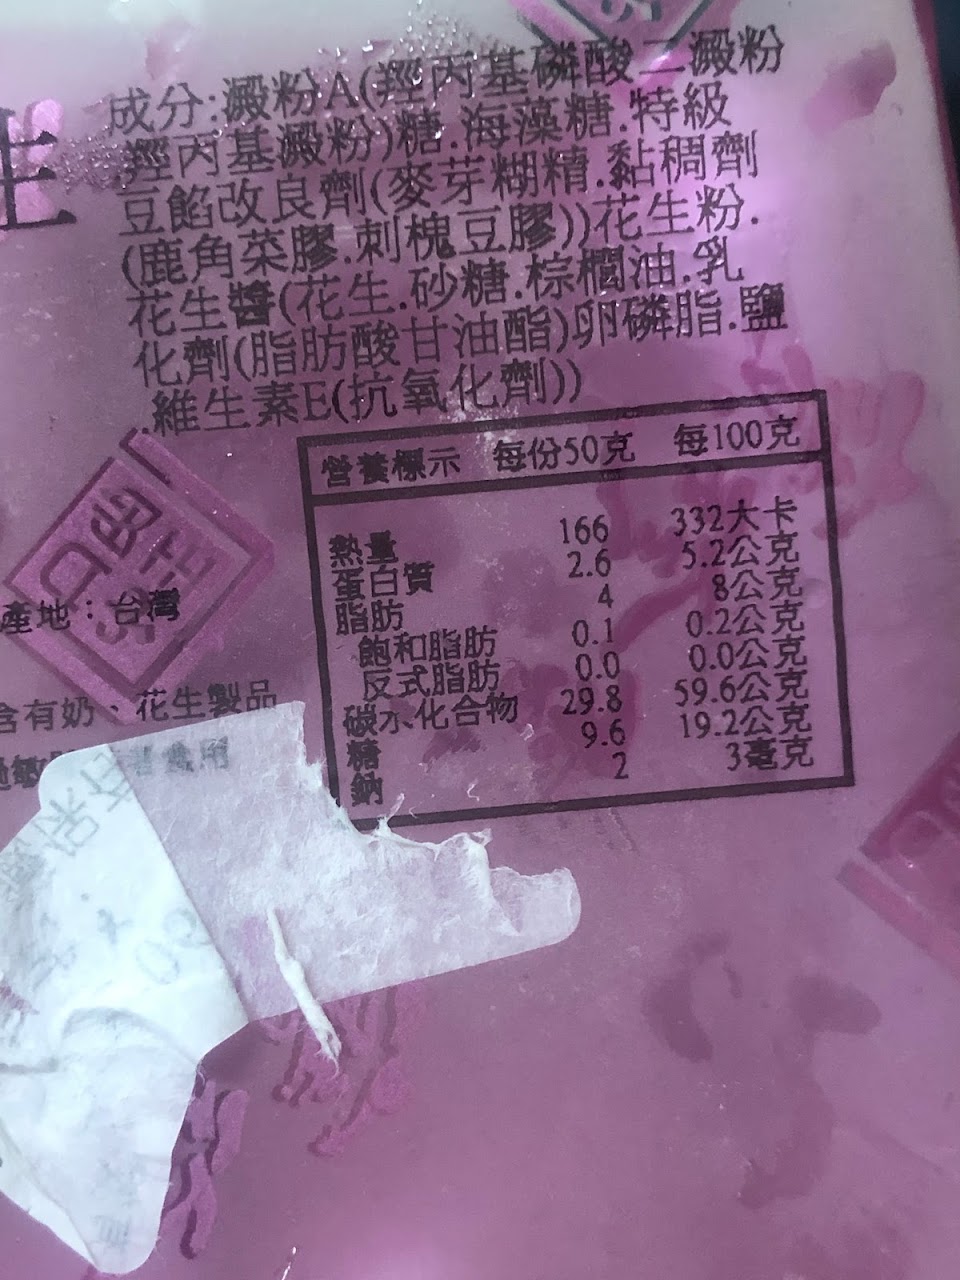 生
成分:澱粉A(羥丙基磷酸二澱粉
羥丙基澱粉)糖.海藻糖.特級
豆餡改良劑(麥芽糊精.黏稠劑
(鹿角菜膠.刺槐豆膠))花生粉.
花生醬(花生.砂糖.棕櫚油.乳
化劑(脂肪酸甘油酯)卵磷脂.鹽
.維生素E(抗氧化劑))
營養標示 每份50克 每100克
熱量 166 332大卡
蛋白質 2.6 5.2公克
脂肪 4 8公克
飽和脂肪 0.1 0.2公克
反式脂肪 0.0 0.0公克
碳水化合物 29.8 59.6公克
糖 9.6 19.2公克
鈉 2 3毫克
產地：台灣
含有奶、花生製品